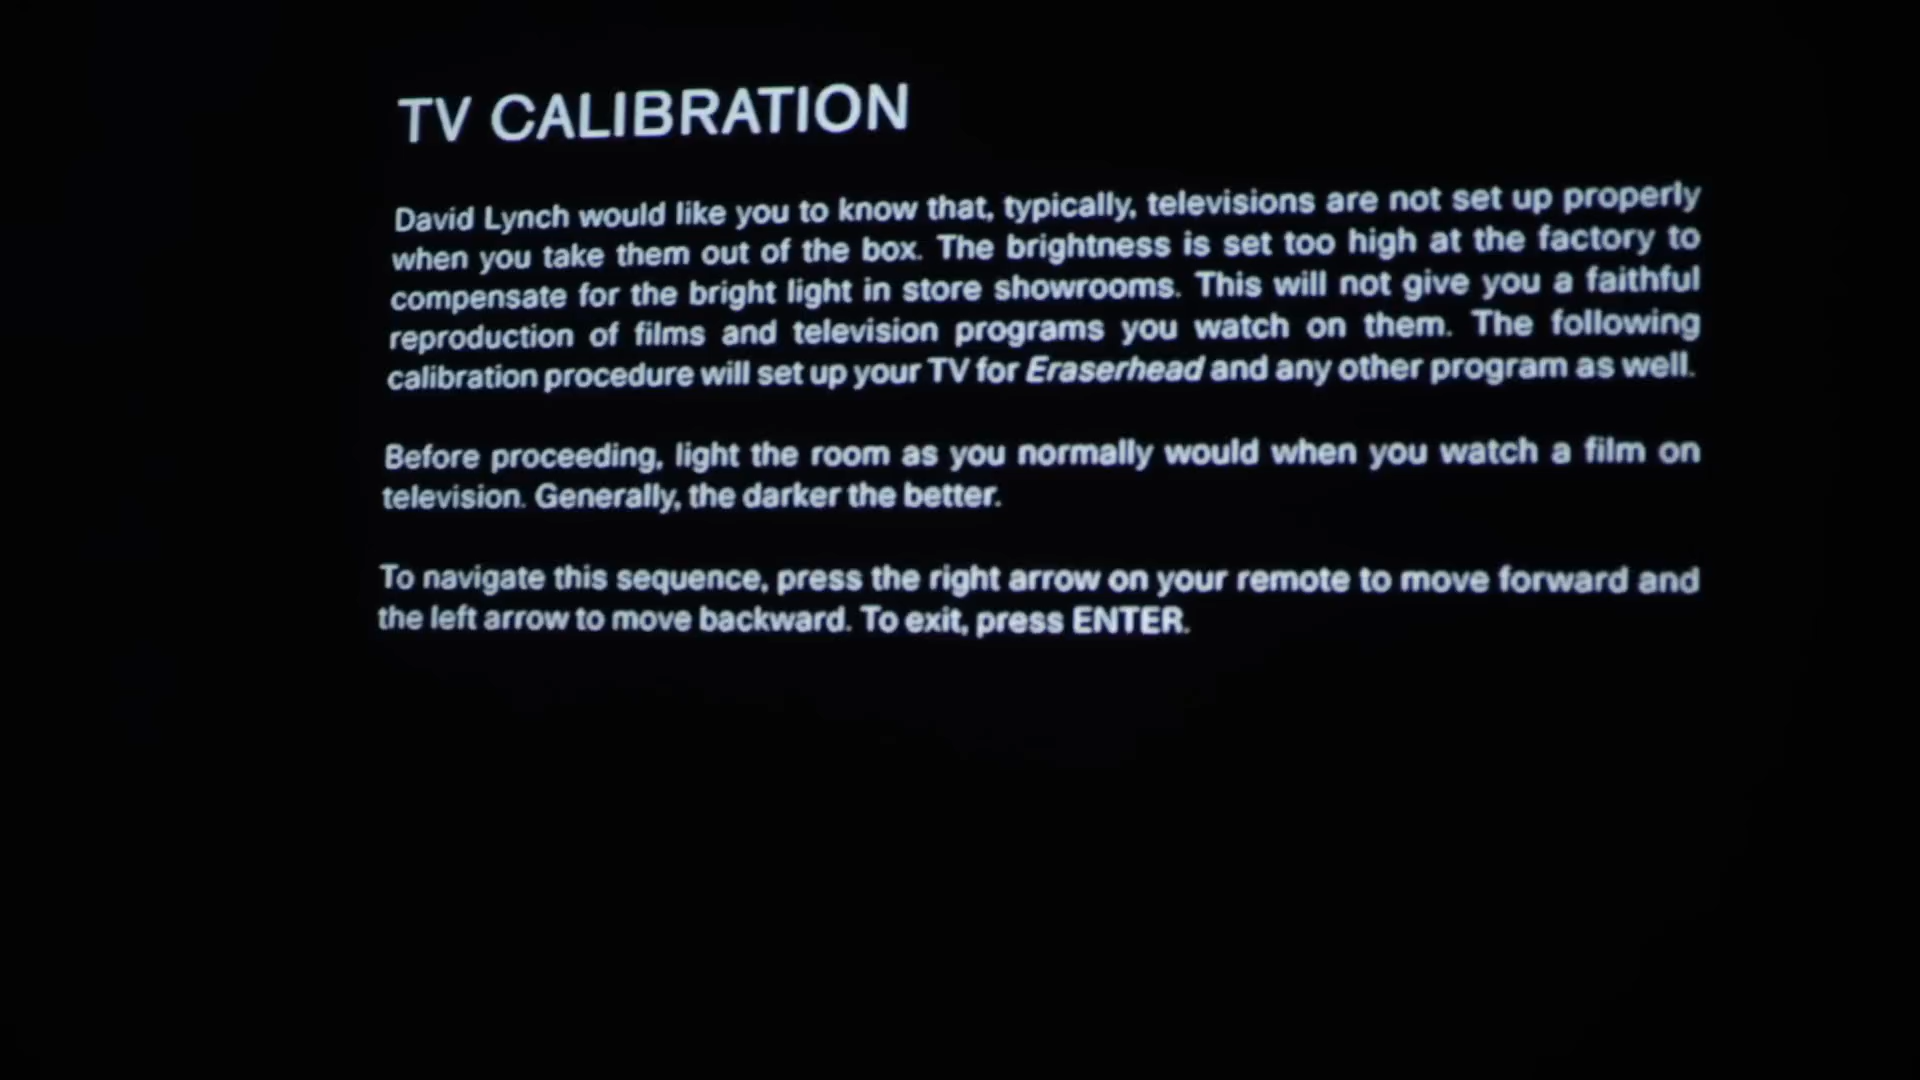 TV CALIBRATION
David Lynch would like you to know that, typically, televisions are not set up properly
when you take them out of the box. The brightness is set too high at the factory to
compensate for the bright light in store showrooms. This will not give you a faithful
reproduction of films and television programs you watch on them. The following
calibration procedure will set up your TV for Eraserhead and any other program as well.
Before proceeding, light the room as you normally would when you watch a film on
television. Generally, the darker the better.
To navigate this sequence, press the right arrow on your remote to move forward and
the left arrow to move backward. To exit, press ENTER.